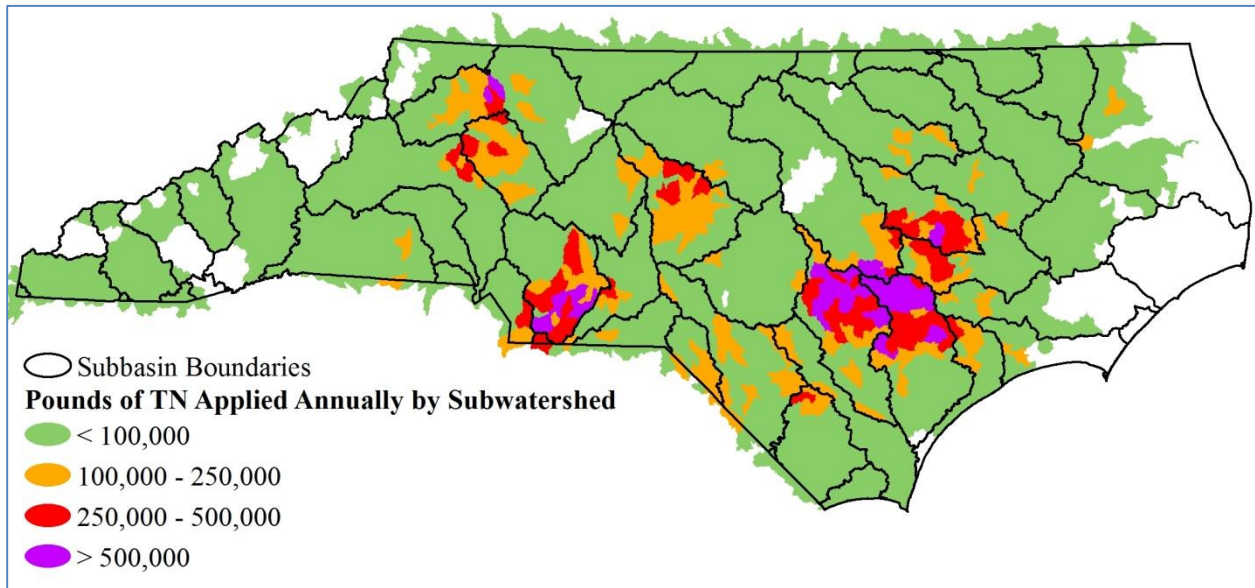 Subbasin Boundaries
Pounds of TN Applied Annually by Subwatershed
< 100,000
100,000 - 250,000
250,000 - 500,000
> 500,000